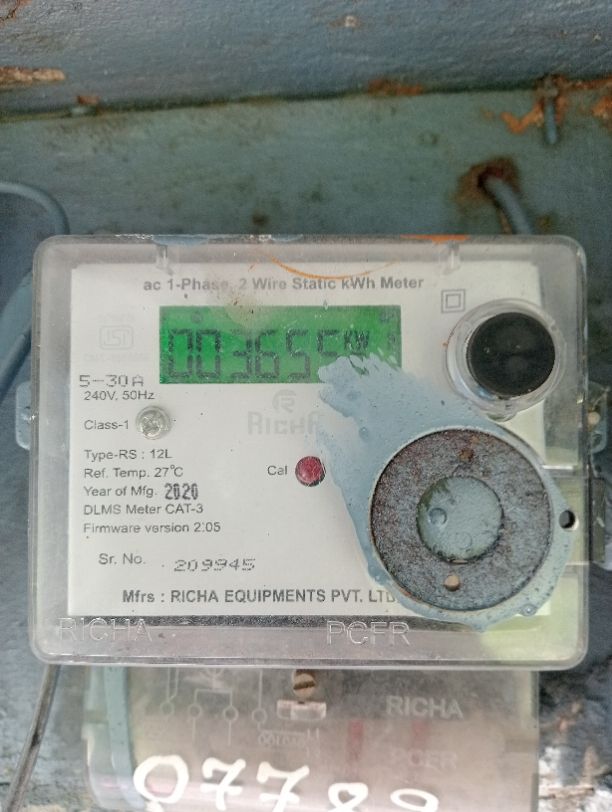 ac 1-Phase, 2 Wire Static kWh Meter
5-30A
240V, 50Hz
Class-1
RICHA
Type-RS : 12L
Ref. Temp. 27°C
Cal
Year of Mfg. 2020
DLMS Meter CAT-3
Firmware version 2.05
Sr. No. 209945
Mfrs : RICHA EQUIPMENTS PVT. LTD.
RICHA PCFR
RICHA
PCFR